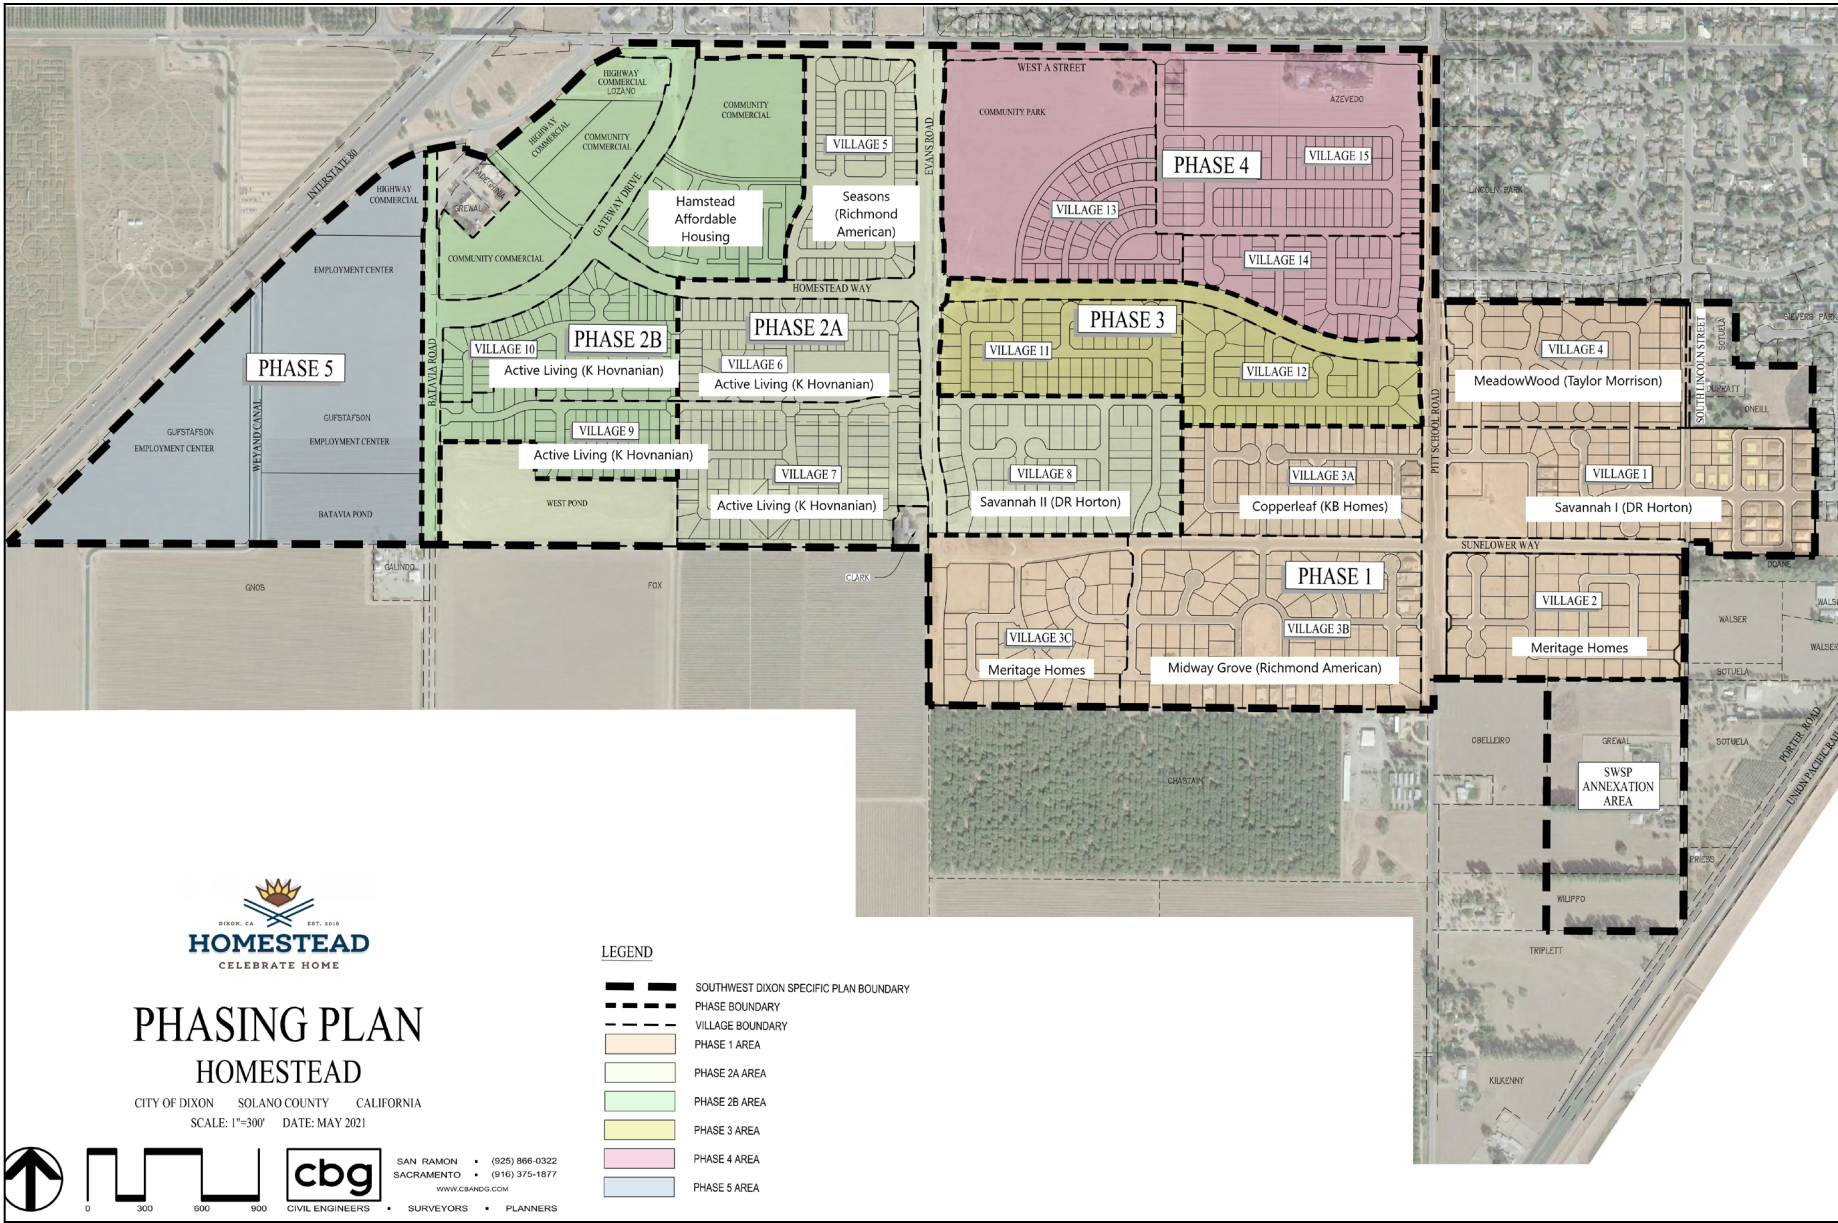 WEST A STREET
HIGHWAY
COMMERCIAL
LOZANO
HIGHWAY
COMMERCIAL
COMMUNITY
COMMERCIAL
COMMUNITY
COMMERCIAL
VILLAGE 5
Seasons
(Richmond
American)
EVANS ROAD
COMMUNITY PARK
AZEVEDO
PHASE 4
VILLAGE 15
VILLAGE 13
VILLAGE 14
LINCOLN PARK
INTERSTATE 80
HIGHWAY
COMMERCIAL
GREWAL
GATEWAY DRIVE
Hamstead
Affordable
Housing
COMMUNITY COMMERCIAL
EMPLOYMENT CENTER
HOMESTEAD WAY
PHASE 5
BATAVIA ROAD
WEYAND CANAL
GUFSTAFSON
EMPLOYMENT CENTER
GUFSTAFSON
EMPLOYMENT CENTER
BATAVIA POND
PHASE 2B
VILLAGE 10
Active Living (K Hovnanian)
VILLAGE 9
Active Living (K Hovnanian)
WEST POND
PHASE 2A
VILLAGE 6
Active Living (K Hovnanian)
VILLAGE 7
Active Living (K Hovnanian)
CLARK
PHASE 3
VILLAGE 11
VILLAGE 12
VILLAGE 8
Savannah II (DR Horton)
VILLAGE 3A
Copperleaf (KB Homes)
PITT SCHOOL ROAD
VILLAGE 4
MeadowWood (Taylor Morrison)
SOUTH LINCOLN STREET
SOTUELA
SIEVERS PARK
DUPRATT
ONEILL
VILLAGE 1
Savannah I (DR Horton)
SUNFLOWER WAY
DOANE
PHASE 1
VILLAGE 3C
Meritage Homes
VILLAGE 3B
Midway Grove (Richmond American)
VILLAGE 2
Meritage Homes
WALSER
WALSER
SOTUELA
GNOS
GALINDO
FOX
CHASTAIN
OBELLEIRO
GREWAL
SWSP
ANNEXATION
AREA
SOTUELA
PORTER ROAD
PRIESS
WILIPPO
TRIPLETT
KILKENNY
DIXON, CA EST. 2018
HOMESTEAD
CELEBRATE HOME
PHASING PLAN
HOMESTEAD
CITY OF DIXON SOLANO COUNTY CALIFORNIA
SCALE: 1"=300' DATE: MAY 2021
0 300 600 900
cbg
SAN RAMON • (925) 866-0322
SACRAMENTO • (916) 375-1877
WWW.CBANDG.COM
CIVIL ENGINEERS • SURVEYORS • PLANNERS
LEGEND
SOUTHWEST DIXON SPECIFIC PLAN BOUNDARY
PHASE BOUNDARY
VILLAGE BOUNDARY
PHASE 1 AREA
PHASE 2A AREA
PHASE 2B AREA
PHASE 3 AREA
PHASE 4 AREA
PHASE 5 AREA